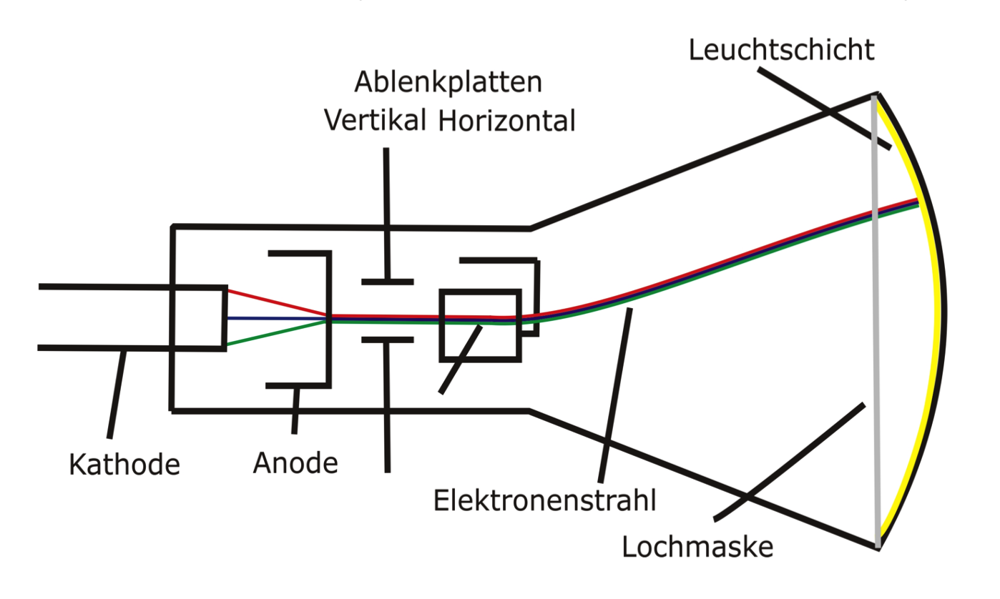 Leuchtschicht
Ablenkplatten
Vertikal Horizontal
Kathode
Anode
Elektronenstrahl
Lochmaske